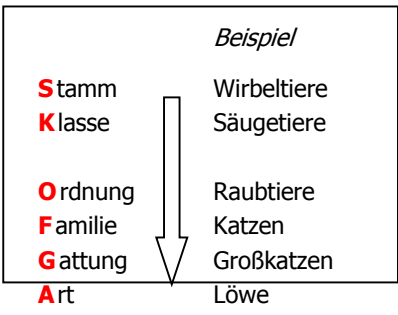 Beispiel
Stamm Wirbeltiere
Klasse Säugetiere
Ordnung Raubtiere
Familie Katzen
Gattung Großkatzen
Art Löwe